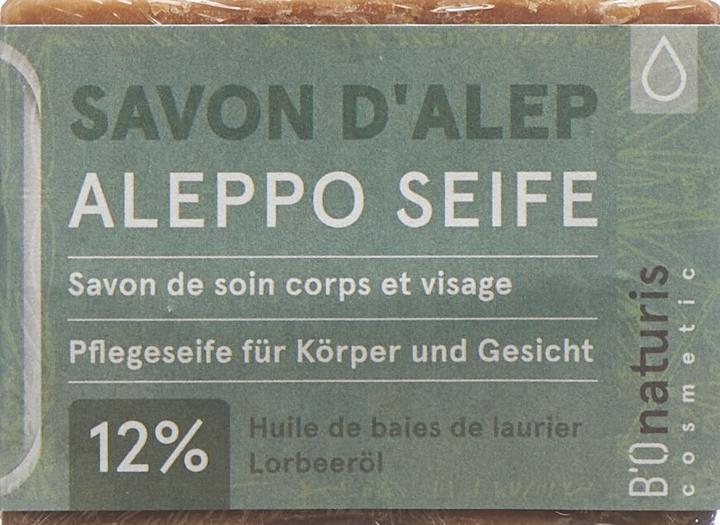 SAVON D'ALEP
ALEPPO SEIFE
Savon de soin corps et visage
Pflegeseife für Körper und Gesicht
12%
Huile de baies de laurier
Lorbeeröl
B'O naturis
cosmetic